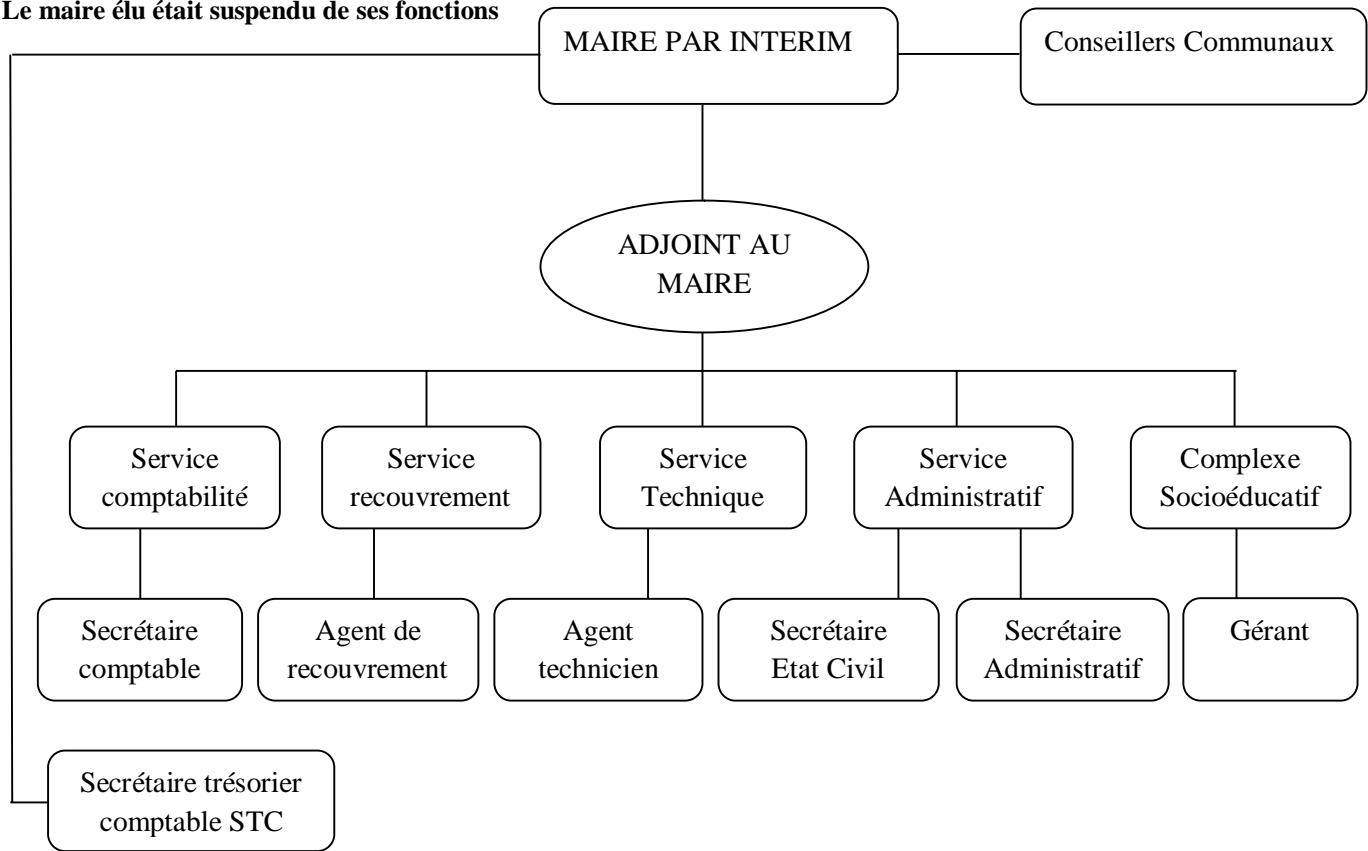 Le maire élu était suspendu de ses fonctions
MAIRE PAR INTERIM
Conseillers Communaux
ADJOINT AU
MAIRE
Service
comptabilité
Service
recouvrement
Service
Technique
Service
Administratif
Complexe
Socioéducatif
Secrétaire
comptable
Agent de
recouvrement
Agent
technicien
Secrétaire
Etat Civil
Secrétaire
Administratif
Gérant
Secrétaire trésorier
comptable STC